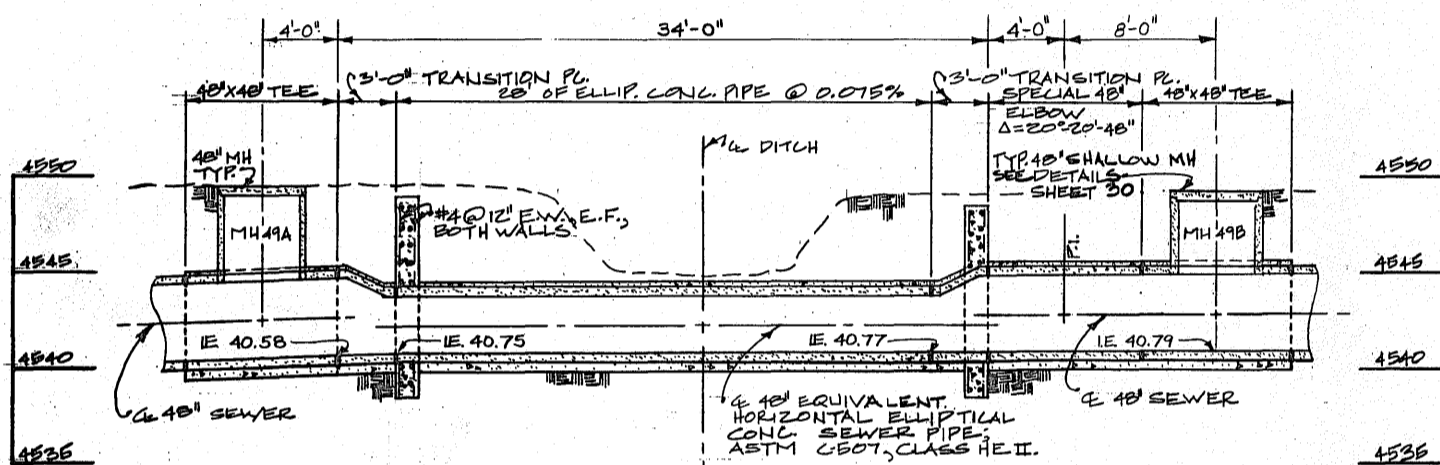 4'-0"
34'-0"
4'-0"
8'-0"
48"X48" TEE
3'-0" TRANSITION PC.
28' OF ELLIP. CONC. PIPE @ 0.075%
3'-0" TRANSITION PC.
SPECIAL 48"
ELBOW
Δ=20°-20'-48"
48"X48" TEE
℄ DITCH
4550
48" MH
TYP.
TYP. 48" SHALLOW MH
SEE DETAILS
SHEET 30
4550
#4@12" E.W., E.F.,
BOTH WALLS
MH 49A
MH 49B
P.I.
4545
4545
I.E. 40.58
I.E. 40.75
I.E. 40.77
I.E. 40.79
4540
4540
℄ 48" SEWER
℄ 48" EQUIVALENT
HORIZONTAL ELLIPTICAL
CONC. SEWER PIPE;
ASTM C507, CLASS HE II.
℄ 48" SEWER
4535
4535